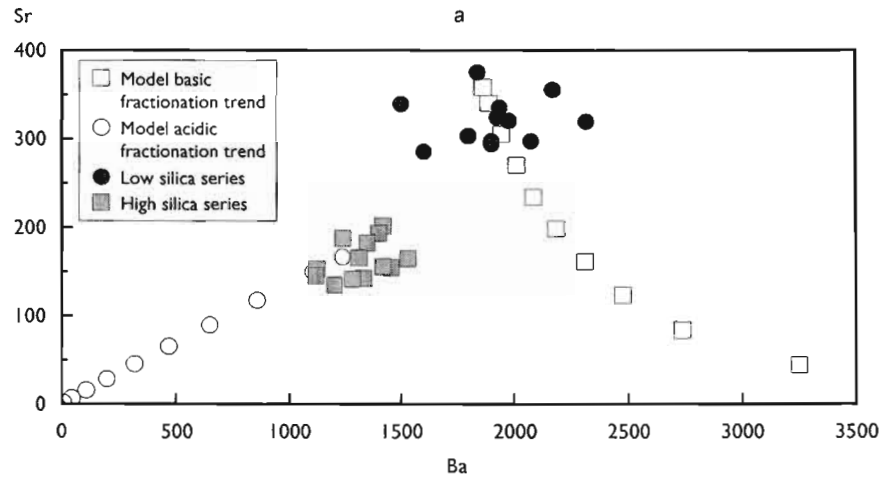 Sr
a
400
300
200
100
0
Model basic
fractionation trend
Model acidic
fractionation trend
Low silica series
High silica series
0 500 1000 1500 2000 2500 3000 3500
Ba